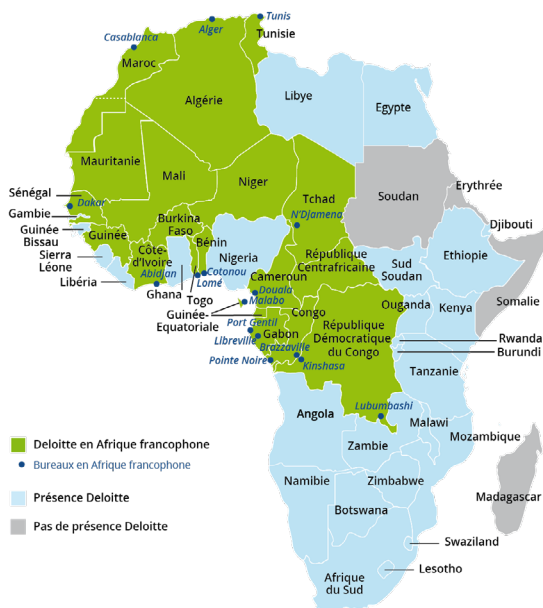 Tunis
Alger
Casablanca
Tunisie
Maroc
Algérie
Libye
Egypte
Mauritanie
Mali
Niger
Tchad
Soudan
Erythrée
Sénégal
Dakar
Gambie
N'Djamena
Djibouti
Guinée
Bissau
Guinée
Burkina
Faso
Bénin
Côte-
d'Ivoire
Nigeria
République
Centrafricaine
Sud
Soudan
Ethiopie
Sierra
Léone
Abidjan
Cotonou
Lomé
Cameroun
Somalie
Libéria
Ghana
Togo
Douala
Malabo
Guinée-
Equatoriale
Congo
Ouganda
Kenya
Port Gentil
Gabon
République
Démocratique
du Congo
Libreville
Brazzaville
Rwanda
Burundi
Pointe Noire
Kinshasa
Tanzanie
Lubumbashi
Angola
Malawi
Mozambique
Zambie
Deloitte en Afrique francophone
Bureaux en Afrique francophone
Présence Deloitte
Pas de présence Deloitte
Namibie
Zimbabwe
Madagascar
Botswana
Swaziland
Lesotho
Afrique
du Sud